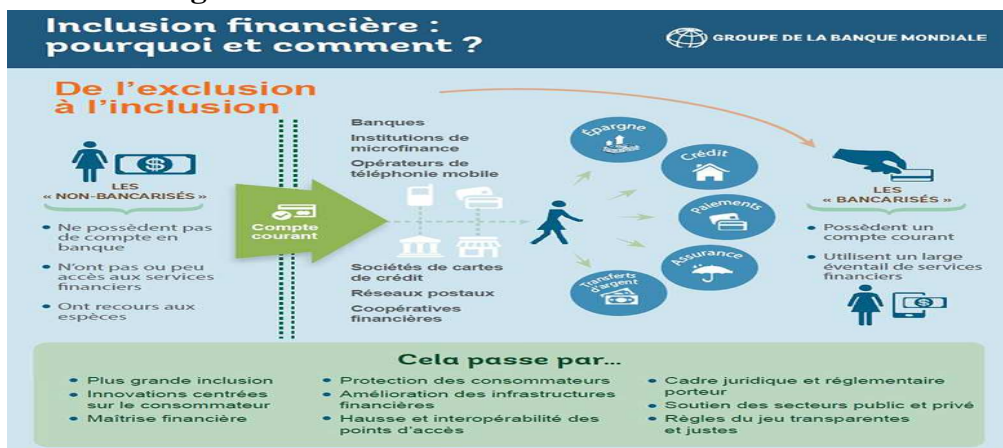 Inclusion financière :
pourquoi et comment ?
GROUPE DE LA BANQUE MONDIALE
De l'exclusion
à l'inclusion
LES
« NON-BANCARISÉS »
• Ne possèdent pas
de compte en
banque
• N'ont pas ou peu
accès aux services
financiers
• Ont recours aux
espèces
Compte
courant
Banques
Institutions de
microfinance
Opérateurs de
téléphonie mobile
Sociétés de cartes
de crédit
Réseaux postaux
Coopératives
financières
Épargne
Crédit
Paiements
Assurance
Transferts
d'argent
LES
« BANCARISÉS »
• Possèdent un
compte courant
• Utilisent un large
éventail de services
financiers
Cela passe par...
• Plus grande inclusion
• Innovations centrées
sur le consommateur
• Maîtrise financière
• Protection des consommateurs
• Amélioration des infrastructures
financières
• Hausse et interopérabilité des
points d'accès
• Cadre juridique et réglementaire
porteur
• Soutien des secteurs public et privé
• Règles du jeu transparentes
et justes